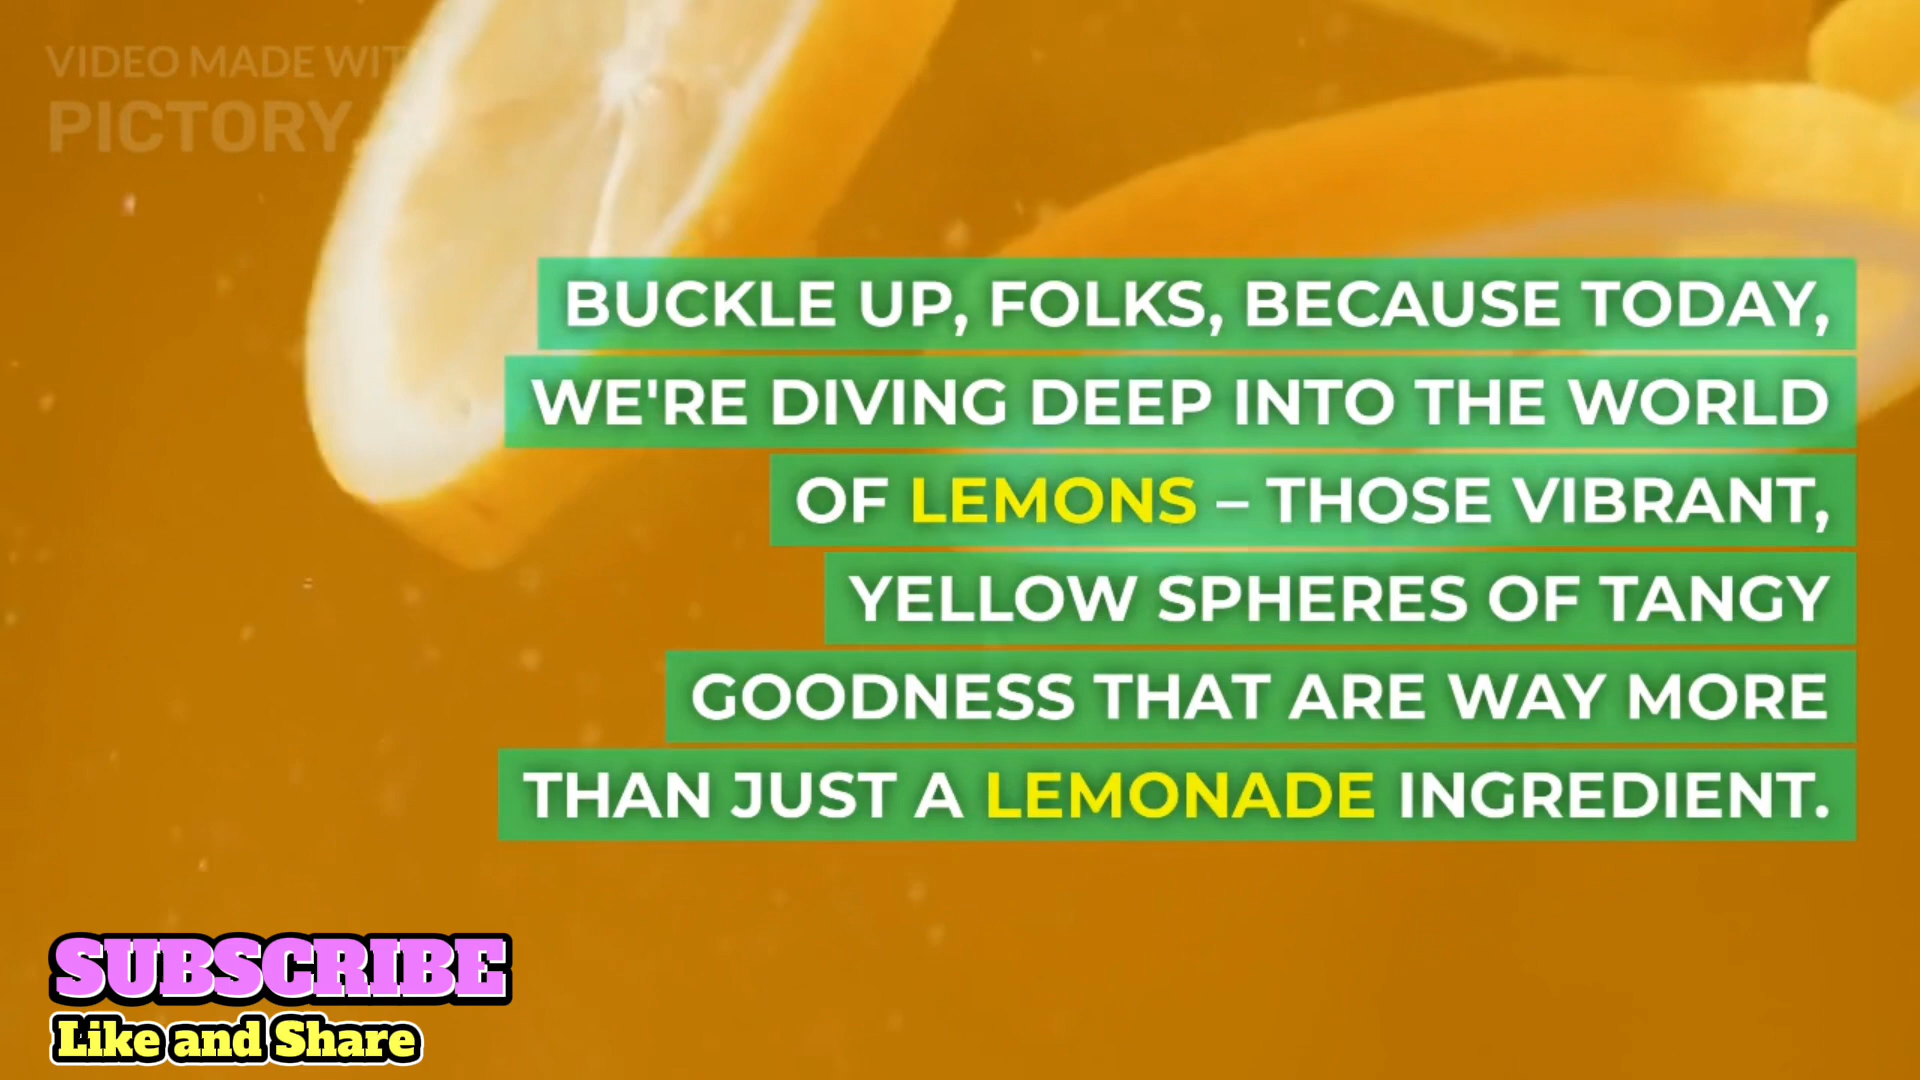 VIDEO MADE WITH
PICTORY
BUCKLE UP, FOLKS, BECAUSE TODAY,
WE'RE DIVING DEEP INTO THE WORLD
OF LEMONS – THOSE VIBRANT,
YELLOW SPHERES OF TANGY
GOODNESS THAT ARE WAY MORE
THAN JUST A LEMONADE INGREDIENT.
SUBSCRIBE
Like and Share